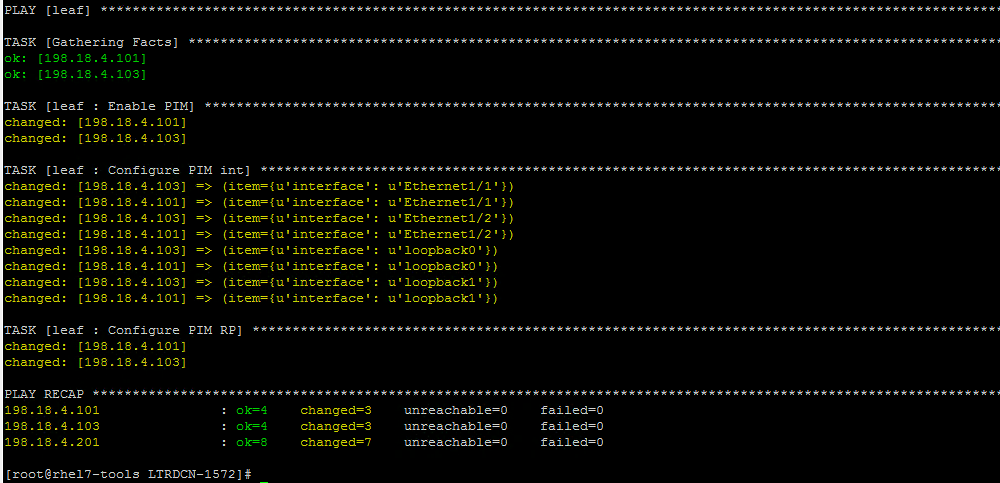 PLAY [leaf] ****************************************************************************************************************
TASK [Gathering Facts] *****************************************************************************************************
ok: [198.18.4.101]
ok: [198.18.4.103]
TASK [leaf : Enable PIM] ***************************************************************************************************
changed: [198.18.4.101]
changed: [198.18.4.103]
TASK [leaf : Configure PIM int] ********************************************************************************************
changed: [198.18.4.103] => (item={u'interface': u'Ethernet1/1'})
changed: [198.18.4.101] => (item={u'interface': u'Ethernet1/1'})
changed: [198.18.4.103] => (item={u'interface': u'Ethernet1/2'})
changed: [198.18.4.101] => (item={u'interface': u'Ethernet1/2'})
changed: [198.18.4.103] => (item={u'interface': u'loopback0'})
changed: [198.18.4.101] => (item={u'interface': u'loopback0'})
changed: [198.18.4.103] => (item={u'interface': u'loopback1'})
changed: [198.18.4.101] => (item={u'interface': u'loopback1'})
TASK [leaf : Configure PIM RP] *********************************************************************************************
changed: [198.18.4.101]
changed: [198.18.4.103]
PLAY RECAP *****************************************************************************************************************
198.18.4.101               : ok=4    changed=3    unreachable=0    failed=0
198.18.4.103               : ok=4    changed=3    unreachable=0    failed=0
198.18.4.201               : ok=8    changed=7    unreachable=0    failed=0
[root@rhel7-tools LTRDCN-1572]#